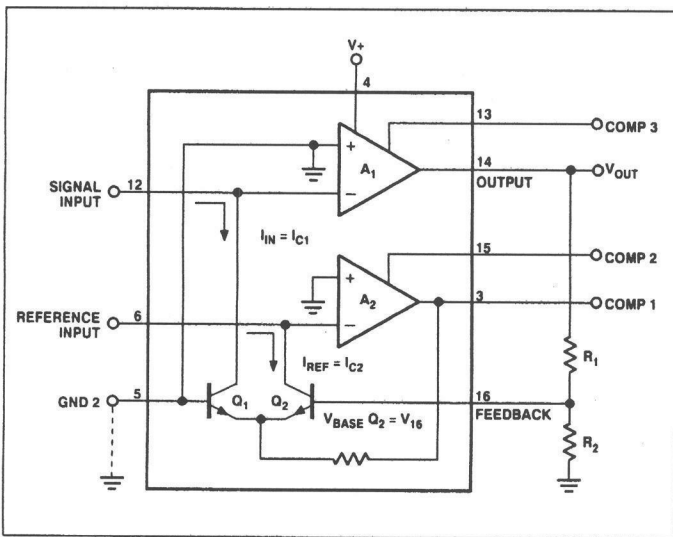 V+
4
13
COMP 3
+
A1
14
VOUT
SIGNAL
INPUT
12
−
OUTPUT
IIN = IC1
15
COMP 2
+
A2
3
COMP 1
REFERENCE
INPUT
6
−
IREF = IC2
R1
GND 2
5
Q1
Q2
16
VBASE Q2 = V16
FEEDBACK
R2